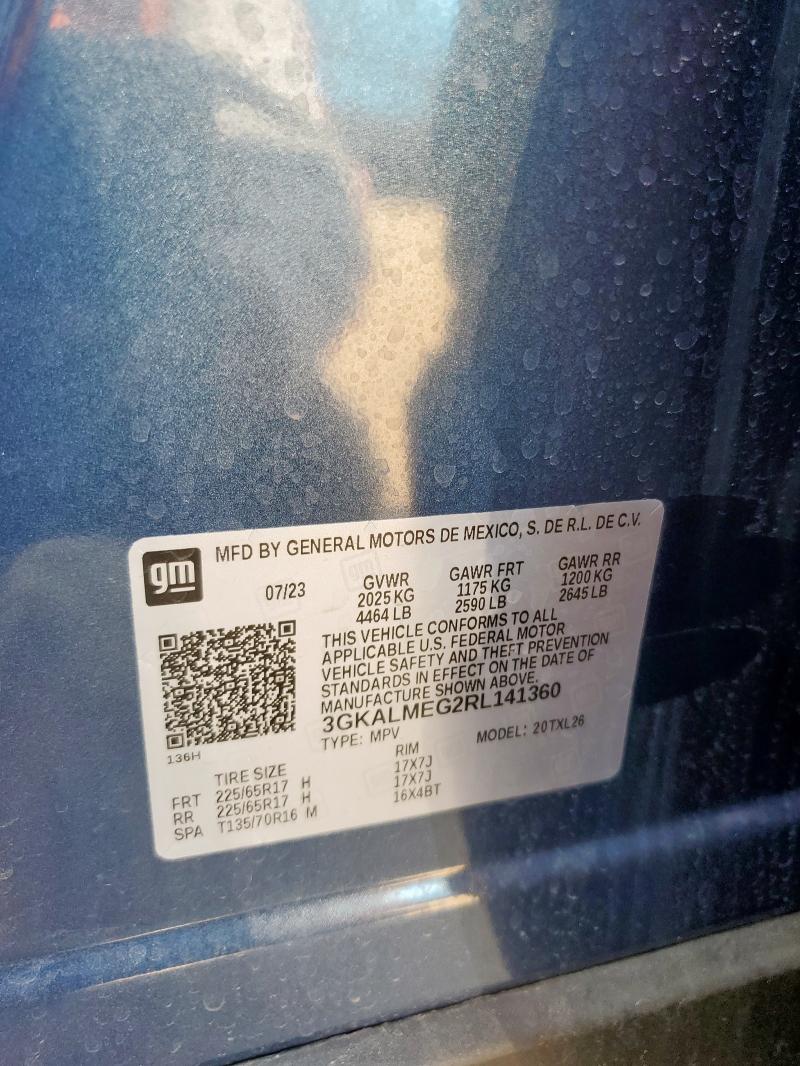 gm
MFD BY GENERAL MOTORS DE MEXICO, S. DE R.L. DE C.V.
07/23 GVWR GAWR FRT GAWR RR
2025 KG 1175 KG 1200 KG
4464 LB 2590 LB 2645 LB
THIS VEHICLE CONFORMS TO ALL
APPLICABLE U.S. FEDERAL MOTOR
VEHICLE SAFETY AND THEFT PREVENTION
STANDARDS IN EFFECT ON THE DATE OF
MANUFACTURE SHOWN ABOVE.
3GKALMEG2RL141360
TYPE: MPV MODEL: 20TXL26
136H
TIRE SIZE RIM
FRT 225/65R17 H 17X7J
RR 225/65R17 H 17X7J
SPA T135/70R16 M 16X4BT